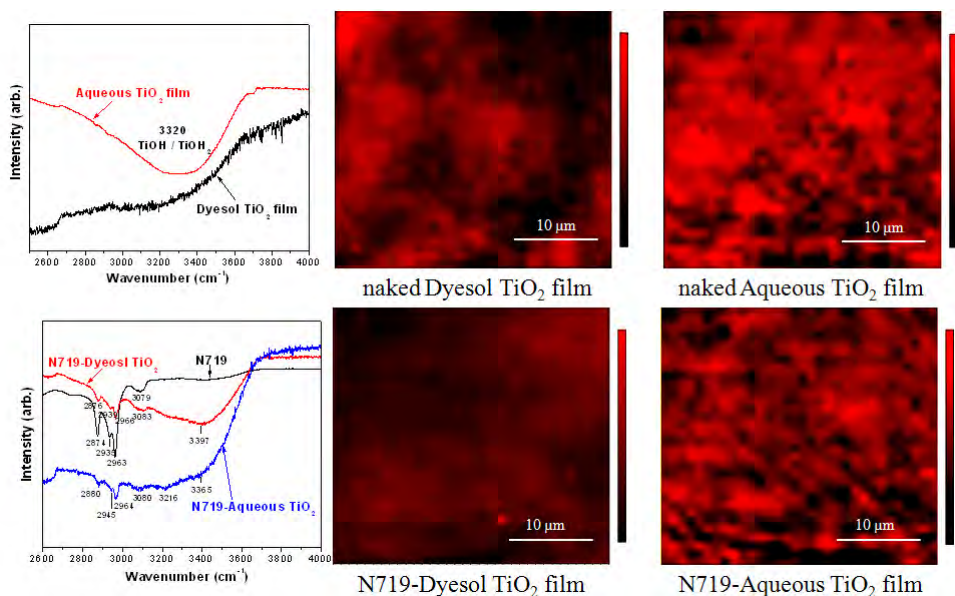 Intensity (arb.)
Aqueous TiO2 film
3320
TiOH / TiOH2
Dyesol TiO2 film
2600 2800 3000 3200 3400 3600 3800 4000
Wavenumber (cm-1)
10 µm
naked Dyesol TiO2 film
10 µm
naked Aqueous TiO2 film
Intensity (arb.)
N719-Dyeosl TiO2
N719
3079
2876
2939
2966
3083
2874
2935
2963
3397
2880
2945
2964
3080
3216
3365
N719-Aqueous TiO2
2600 2800 3000 3200 3400 3600 3800 4000
Wavenumber (cm-1)
10 µm
N719-Dyesol TiO2 film
10 µm
N719-Aqueous TiO2 film